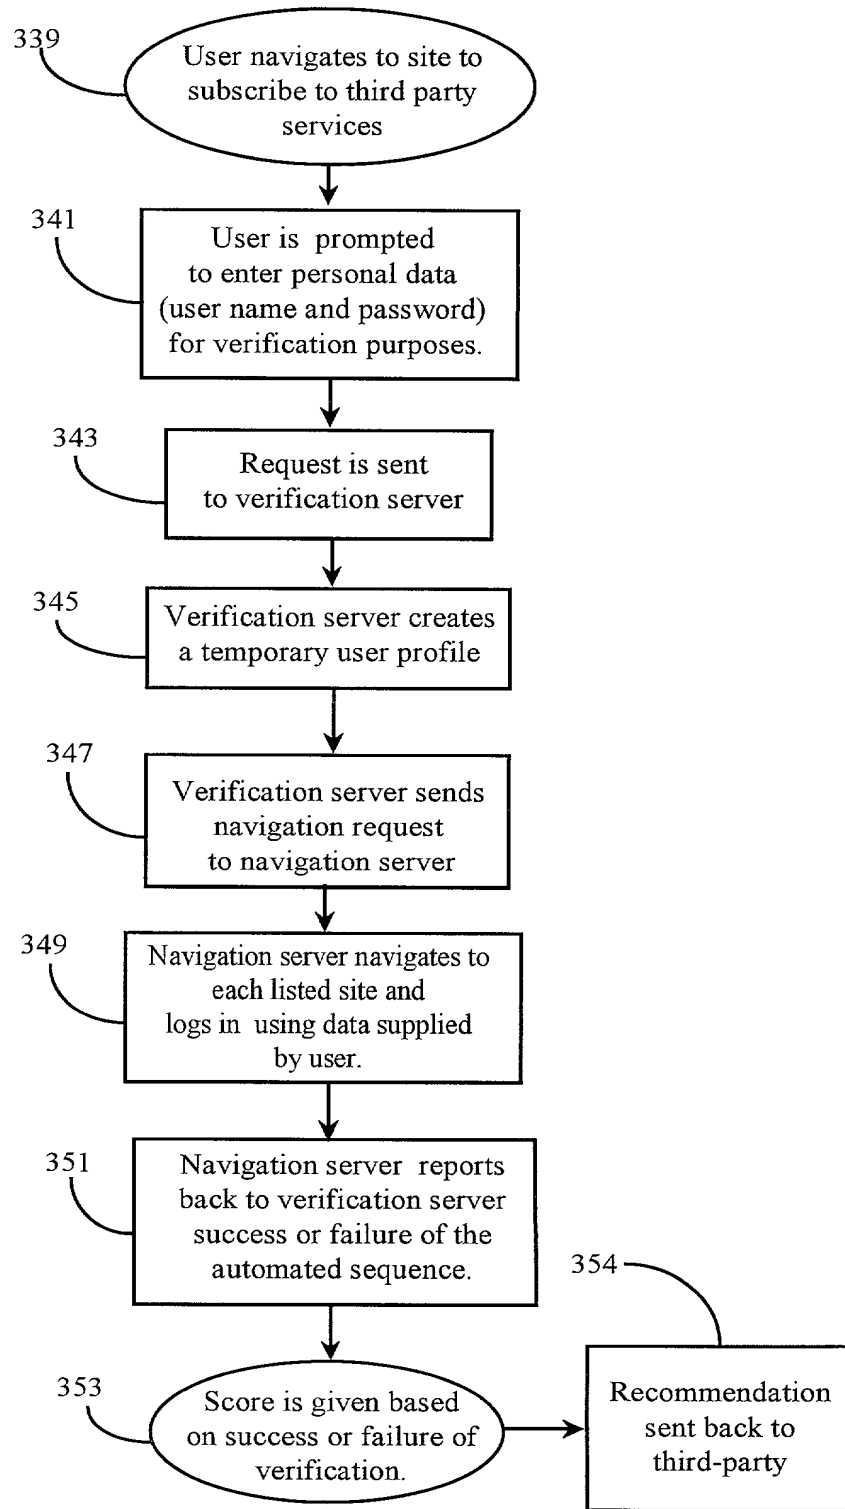 339
User navigates to site to
subscribe to third party
services
341
User is prompted
to enter personal data
(user name and password)
for verification purposes.
343
Request is sent
to verification server
345
Verification server creates
a temporary user profile
347
Verification server sends
navigation request
to navigation server
349
Navigation server navigates to
each listed site and
logs in using data supplied
by user.
351
Navigation server reports
back to verification server
success or failure of the
automated sequence.
353
Score is given based
on success or failure of
verification.
354
Recommendation
sent back to
third-party